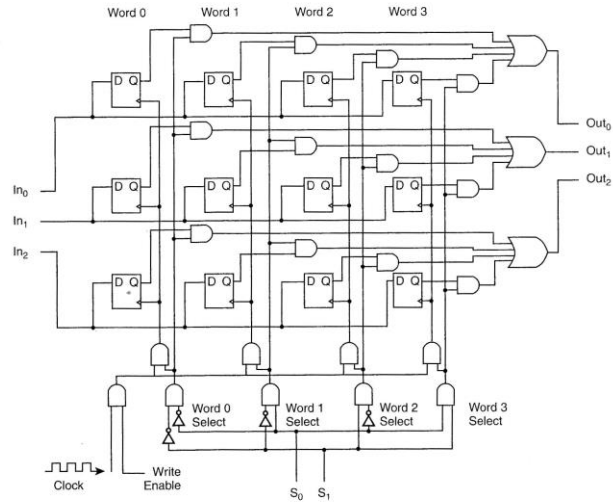 Word 0 Word 1 Word 2 Word 3
D Q D Q D Q D Q
Out₀
Out₁
In₀
D Q D Q D Q D Q
Out₂
In₁
In₂
D Q D Q D Q D Q
Word 0 Select
Word 1 Select
Word 2 Select
Word 3 Select
Clock
Write Enable
S₀ S₁